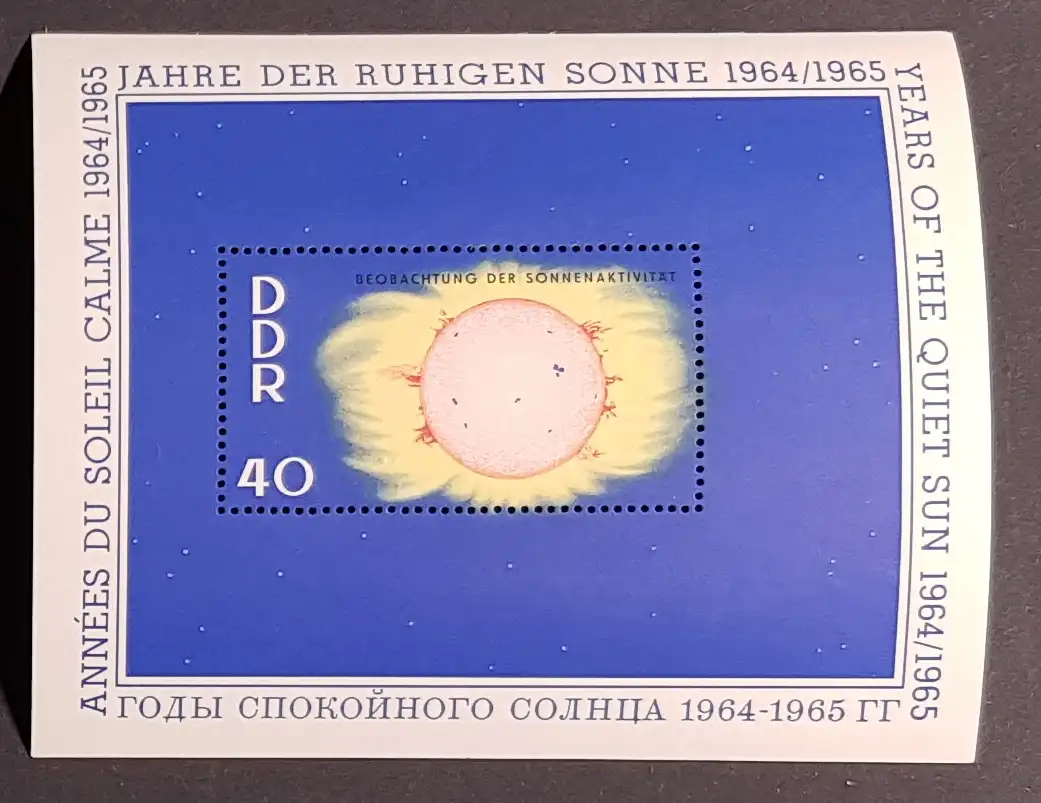 JAHRE DER RUHIGEN SONNE 1964/1965
YEARS OF THE QUIET SUN 1964/1965
ANNÉES DU SOLEIL CALME 1964/1965
BEOBACHTUNG DER SONNENAKTIVITÄT
D
D
R
40
ГОДЫ СПОКОЙНОГО СОЛНЦА 1964-1965 ГГ